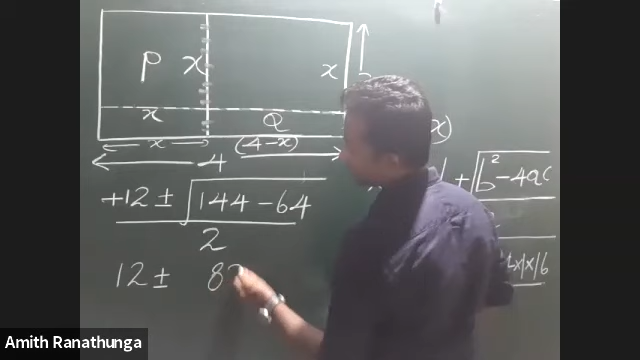 P x x
x Q
x (4-x)
4
x)
+12 ± √144 - 64
2
+ √b² - 4ac
12 ± 8
Amith Ranathunga